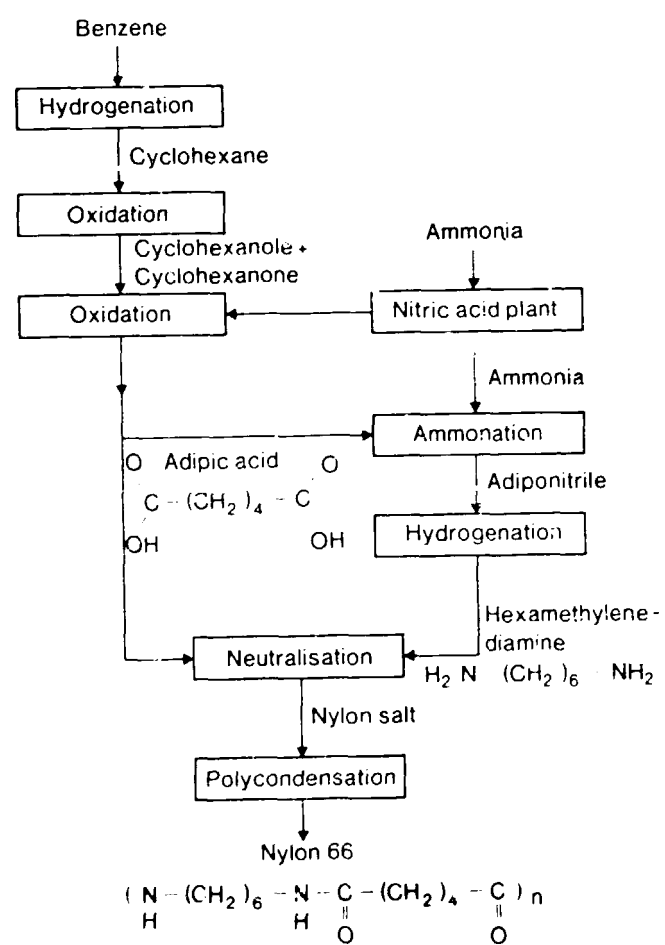 Benzene
Hydrogenation
Cyclohexane
Oxidation
Cyclohexanole +
Cyclohexanone
Oxidation
Ammonia
Nitric acid plant
Ammonia
Ammonation
Adiponitrile
Hydrogenation
O Adipic acid O
C – (CH2)4 – C
OH OH
Hexamethylene-
diamine
H2 N (CH2)6 NH2
Neutralisation
Nylon salt
Polycondensation
Nylon 66
( N – (CH2)6 – N – C – (CH2)4 – C ) n
H H O O